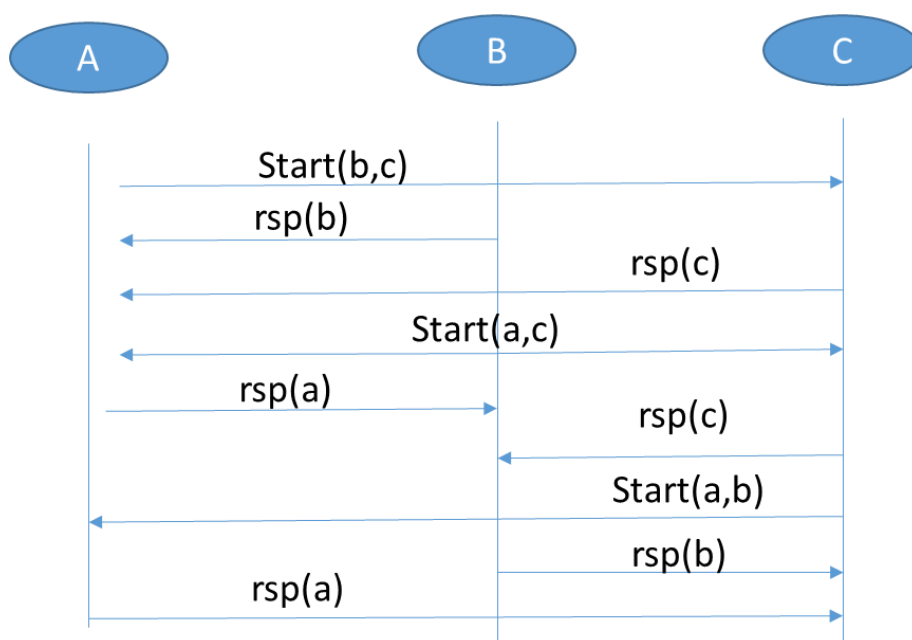 A
B
C
Start(b,c)
rsp(b)
rsp(c)
Start(a,c)
rsp(a)
rsp(c)
Start(a,b)
rsp(b)
rsp(a)